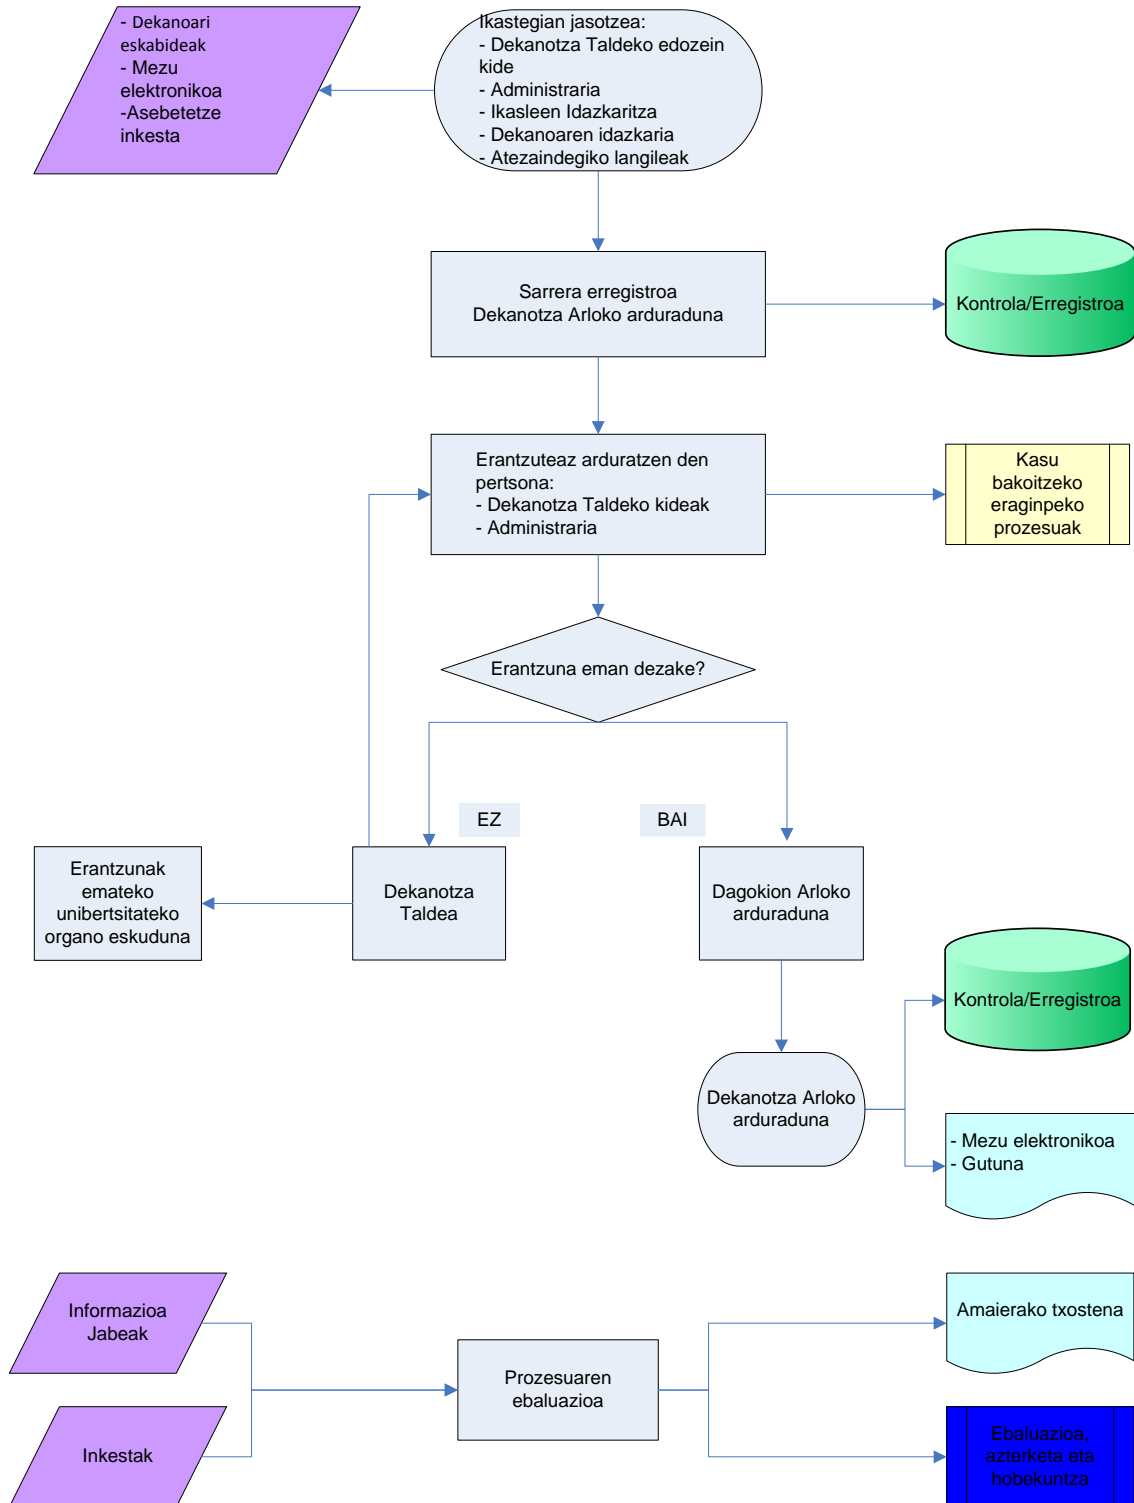 - Dekanoari
eskabideak
- Mezu
elektronikoa
-Asebetetze
inkesta
Ikastegian jasotzea:
- Dekanotza Taldeko edozein
kide
- Administraria
- Ikasleen Idazkaritza
- Dekanoaren idazkaria
- Atezaindegiko langileak
Sarrera erregistroa
Dekanotza Arloko arduraduna
Kontrola/Erregistroa
Erantzuteaz arduratzen den
pertsona:
- Dekanotza Taldeko kideak
- Administraria
Kasu
bakoitzeko
eraginpeko
prozesuak
Erantzuna eman dezake?
EZ
BAI
Erantzunak
emateko
unibertsitateko
organo eskuduna
Dekanotza
Taldea
Dagokion Arloko
arduraduna
Kontrola/Erregistroa
Dekanotza Arloko
arduraduna
- Mezu elektronikoa
- Gutuna
Informazioa
Jabeak
Amaierako txostena
Prozesuaren
ebaluazioa
Inkestak
Ebaluazioa,
azterketa eta
hobekuntza